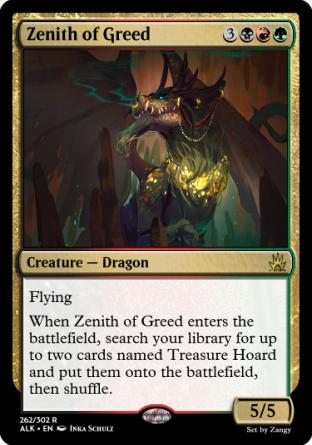 Zenith of Greed 3
Creature — Dragon
Flying
When Zenith of Greed enters the
battlefield, search your library for up
to two cards named Treasure Hoard
and put them onto the battlefield,
then shuffle.
5/5
262/302 R
ALK • EN Inka Schulz
Set by Zangy